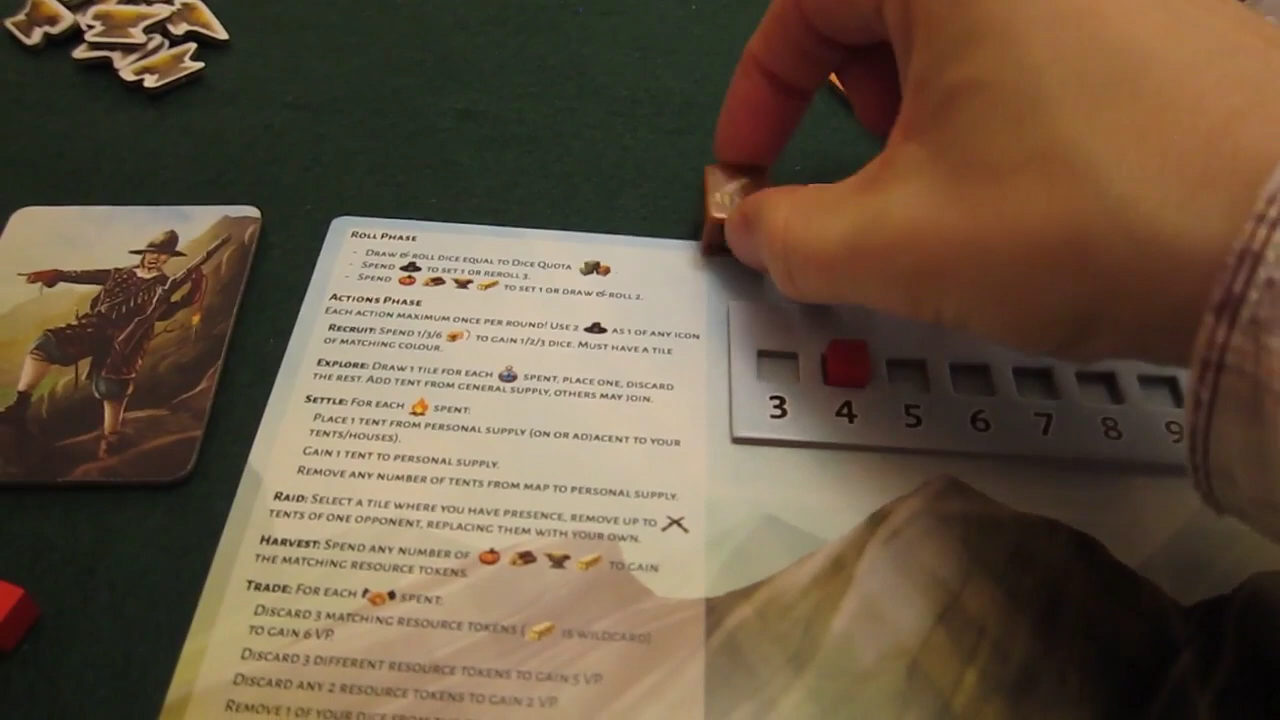 ROLL PHASE
- DRAW & ROLL DICE EQUAL TO DICE QUOTA .
- SPEND TO SET 1 OR REROLL 3.
- SPEND TO SET 1 OR DRAW & ROLL 2.
ACTIONS PHASE
EACH ACTION MAXIMUM ONCE PER ROUND! USE 2 AS 1 OF ANY ICON
RECRUIT: SPEND 1/3/6 TO GAIN 1/2/3 DICE. MUST HAVE A TILE
OF MATCHING COLOUR.
EXPLORE: DRAW 1 TILE FOR EACH SPENT, PLACE ONE, DISCARD
THE REST. ADD TENT FROM GENERAL SUPPLY, OTHERS MAY JOIN.
SETTLE: FOR EACH SPENT:
PLACE 1 TENT FROM PERSONAL SUPPLY (ON OR ADJACENT TO YOUR
TENTS/HOUSES).
GAIN 1 TENT TO PERSONAL SUPPLY.
REMOVE ANY NUMBER OF TENTS FROM MAP TO PERSONAL SUPPLY.
RAID: SELECT A TILE WHERE YOU HAVE PRESENCE, REMOVE UP TO
TENTS OF ONE OPPONENT, REPLACING THEM WITH YOUR OWN.
HARVEST: SPEND ANY NUMBER OF TO GAIN
THE MATCHING RESOURCE TOKENS.
TRADE: FOR EACH SPENT:
DISCARD 3 MATCHING RESOURCE TOKENS ( IS WILDCARD)
TO GAIN 6 VP.
DISCARD 3 DIFFERENT RESOURCE TOKENS TO GAIN 5 VP.
DISCARD ANY 2 RESOURCE TOKENS TO GAIN 2 VP.
REMOVE 1 OF YOUR DICE FROM THE
3 4 5 6 7 8 9